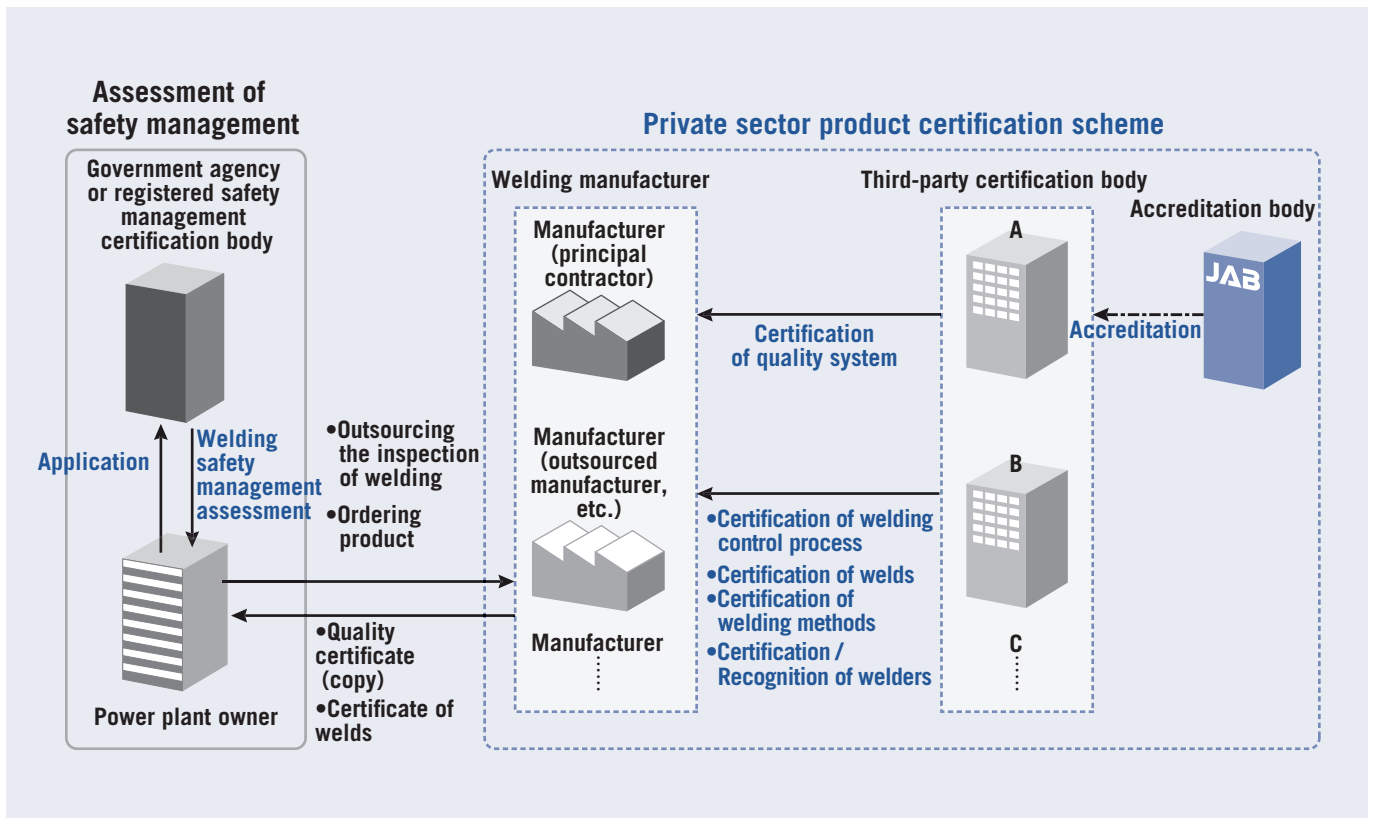 Assessment of
safety management
Government agency
or registered safety
management
certification body
Application
Welding
safety
management
assessment
Power plant owner
•Outsourcing
the inspection
of welding
•Ordering
product
•Quality
certificate
(copy)
•Certificate of
welds
Private sector product certification scheme
Welding manufacturer
Manufacturer
(principal
contractor)
Manufacturer
(outsourced
manufacturer,
etc.)
Manufacturer
Certification
of quality system
•Certification of welding
control process
•Certification of welds
•Certification of
welding methods
•Certification /
Recognition of welders
Third-party certification body
A
B
C
Accreditation body
JAB
Accreditation